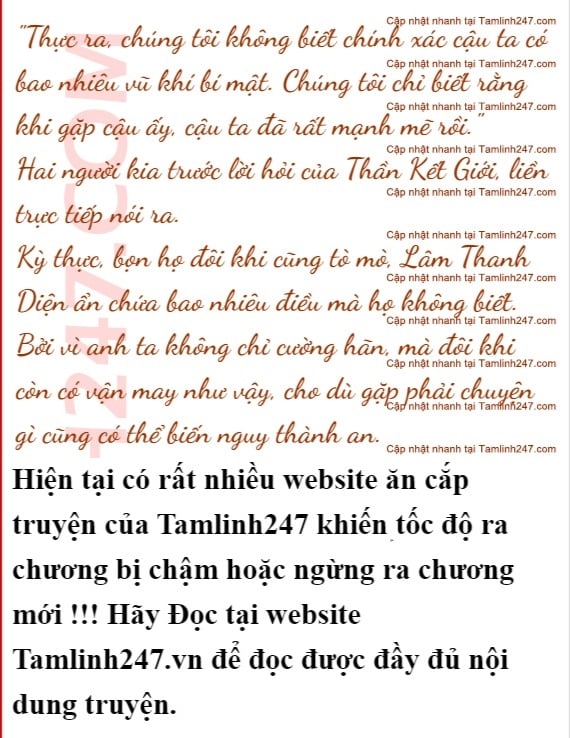 Cập nhật nhanh tại Tamlinh247.com
"Thực ra, chúng tôi không biết chính xác cậu ta có
Cập nhật nhanh tại Tamlinh247.com
bao nhiêu vũ khí bí mật. Chúng tôi chỉ biết rằng
Cập nhật nhanh tại Tamlinh247.com
khi gặp cậu ấy, cậu ta đã rất mạnh mẽ rồi."
Cập nhật nhanh tại Tamlinh247.com
Hai người kia trước lời hỏi của Thần Kết Giới, liền
Cập nhật nhanh tại Tamlinh247.com
trực tiếp nói ra.
Cập nhật nhanh tại Tamlinh247.com
Kỳ thực, bọn họ đôi khi cũng tò mò, Lâm Thanh
Cập nhật nhanh tại Tamlinh247.com
Diện ẩn chứa bao nhiêu điều mà họ không biết.
Cập nhật nhanh tại Tamlinh247.com
Bởi vì anh ta không chỉ cường hãn, mà đôi khi
Cập nhật nhanh tại Tamlinh247.com
còn có vận may như vậy, cho dù gặp phải chuyện
Cập nhật nhanh tại Tamlinh247.com
gì cũng có thể biến nguy thành an.
Cập nhật nhanh tại Tamlinh247.com
1247.COM
Hiện tại có rất nhiều website ăn cắp
truyện của Tamlinh247 khiến tốc độ ra
chương bị chậm hoặc ngừng ra chương
mới !!! Hãy Đọc tại website
Tamlinh247.vn để đọc được đầy đủ nội
dung truyện.